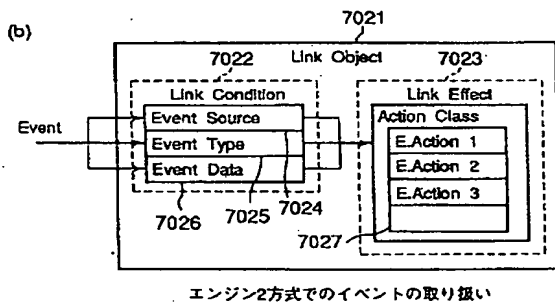 (b)
7021
7022
Link Object
7023
Link Condition
Link Effect
Event
Event Source
Event Type
Event Data
Action Class
E.Action 1
E.Action 2
E.Action 3
7026
7025
7024
7027
エンジン2方式でのイベントの取り扱い